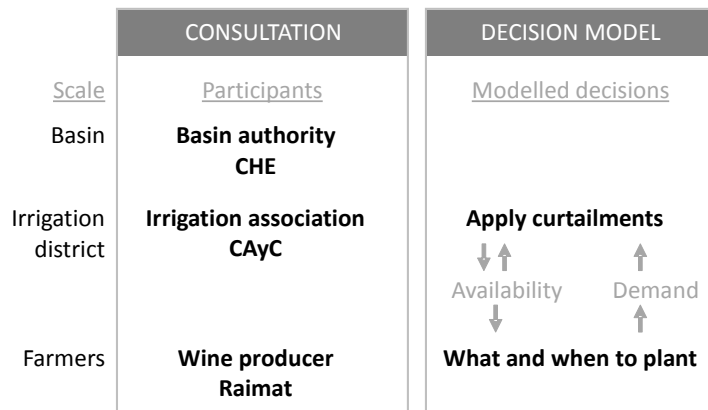 CONSULTATION DECISION MODEL
Scale Participants Modelled decisions
Basin Basin authority
CHE
Irrigation Irrigation association Apply curtailments
district CAyC
Availability Demand
Farmers Wine producer What and when to plant
Raimat